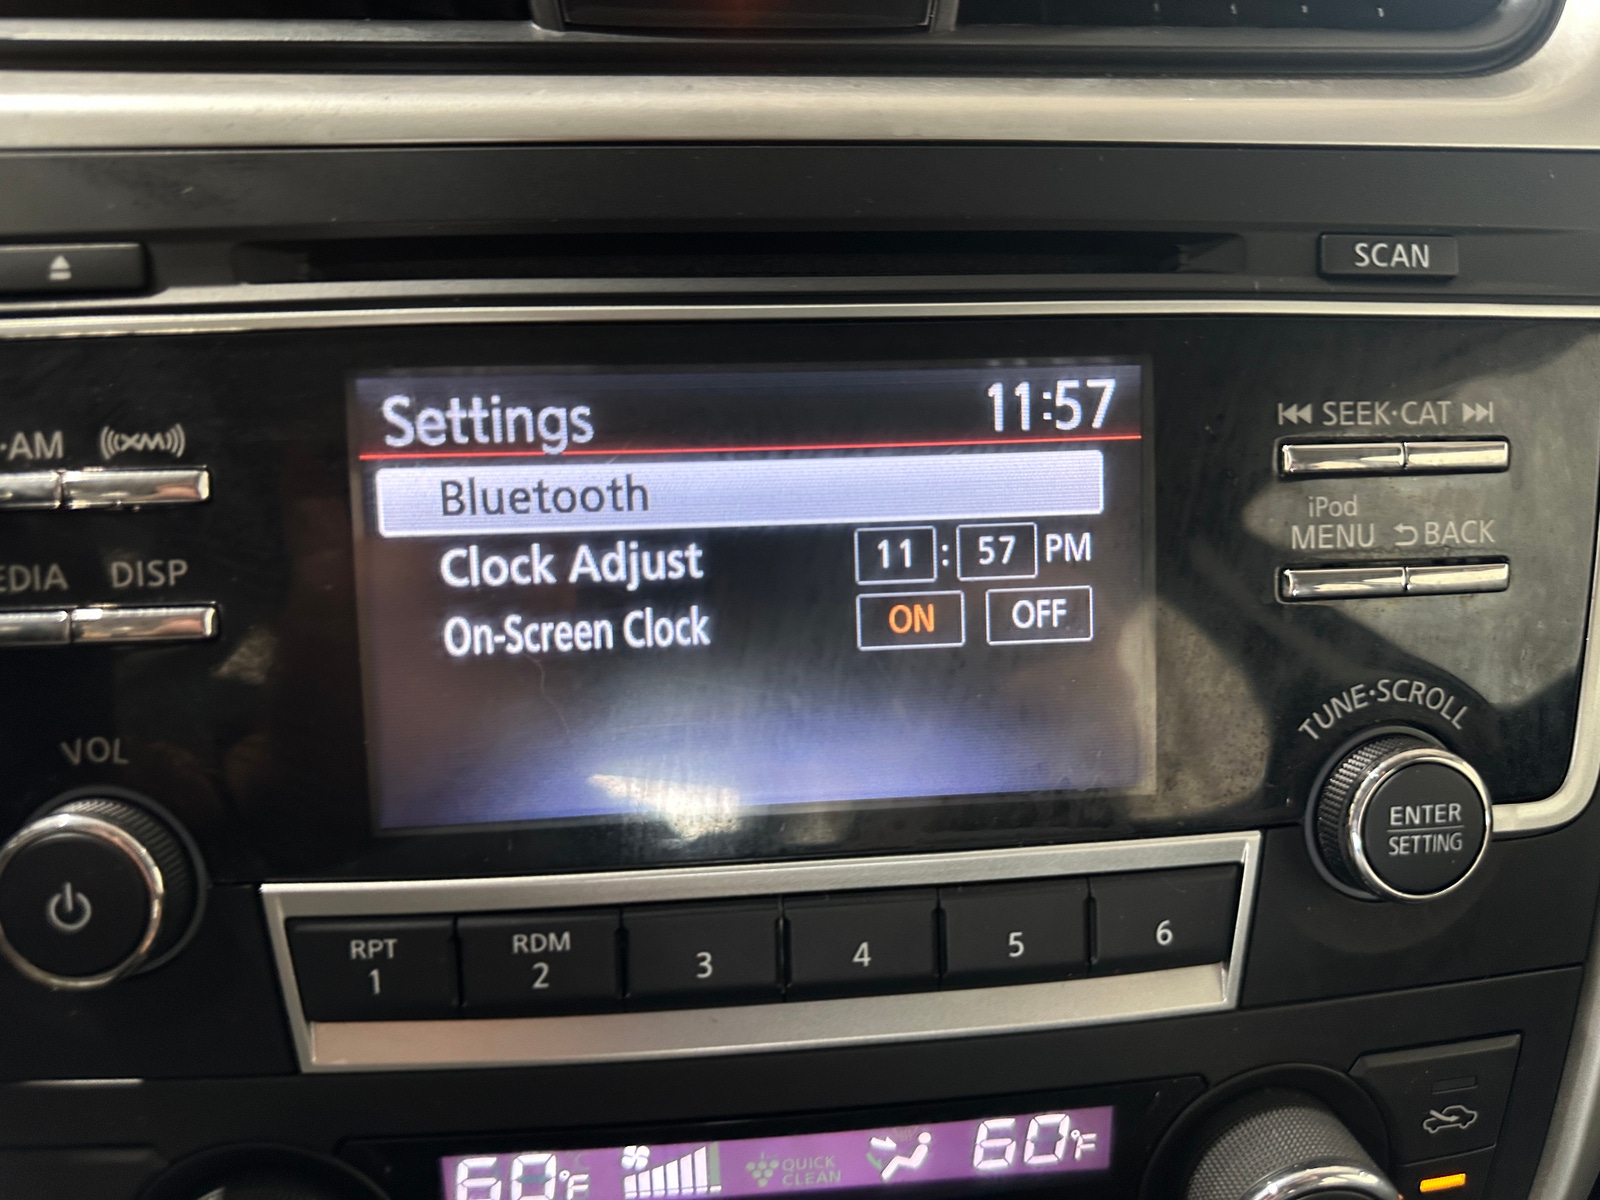 SCAN
Settings 11:57
Bluetooth
Clock Adjust 11 : 57 PM
On-Screen Clock ON OFF
·AM ((XM))
EDIA DISP
VOL
SEEK·CAT
iPod
MENU BACK
TUNE·SCROLL
ENTER
SETTING
RPT
1
RDM
2
3
4
5
6
60°F
QUICK
CLEAN
60°F